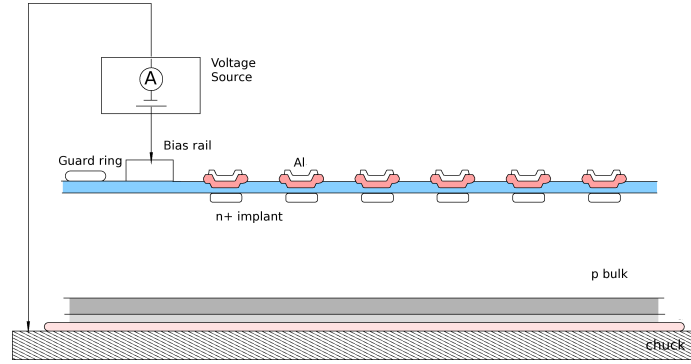 Voltage
Source
A
Bias rail
Guard ring
Al
n+ implant
p bulk
chuck